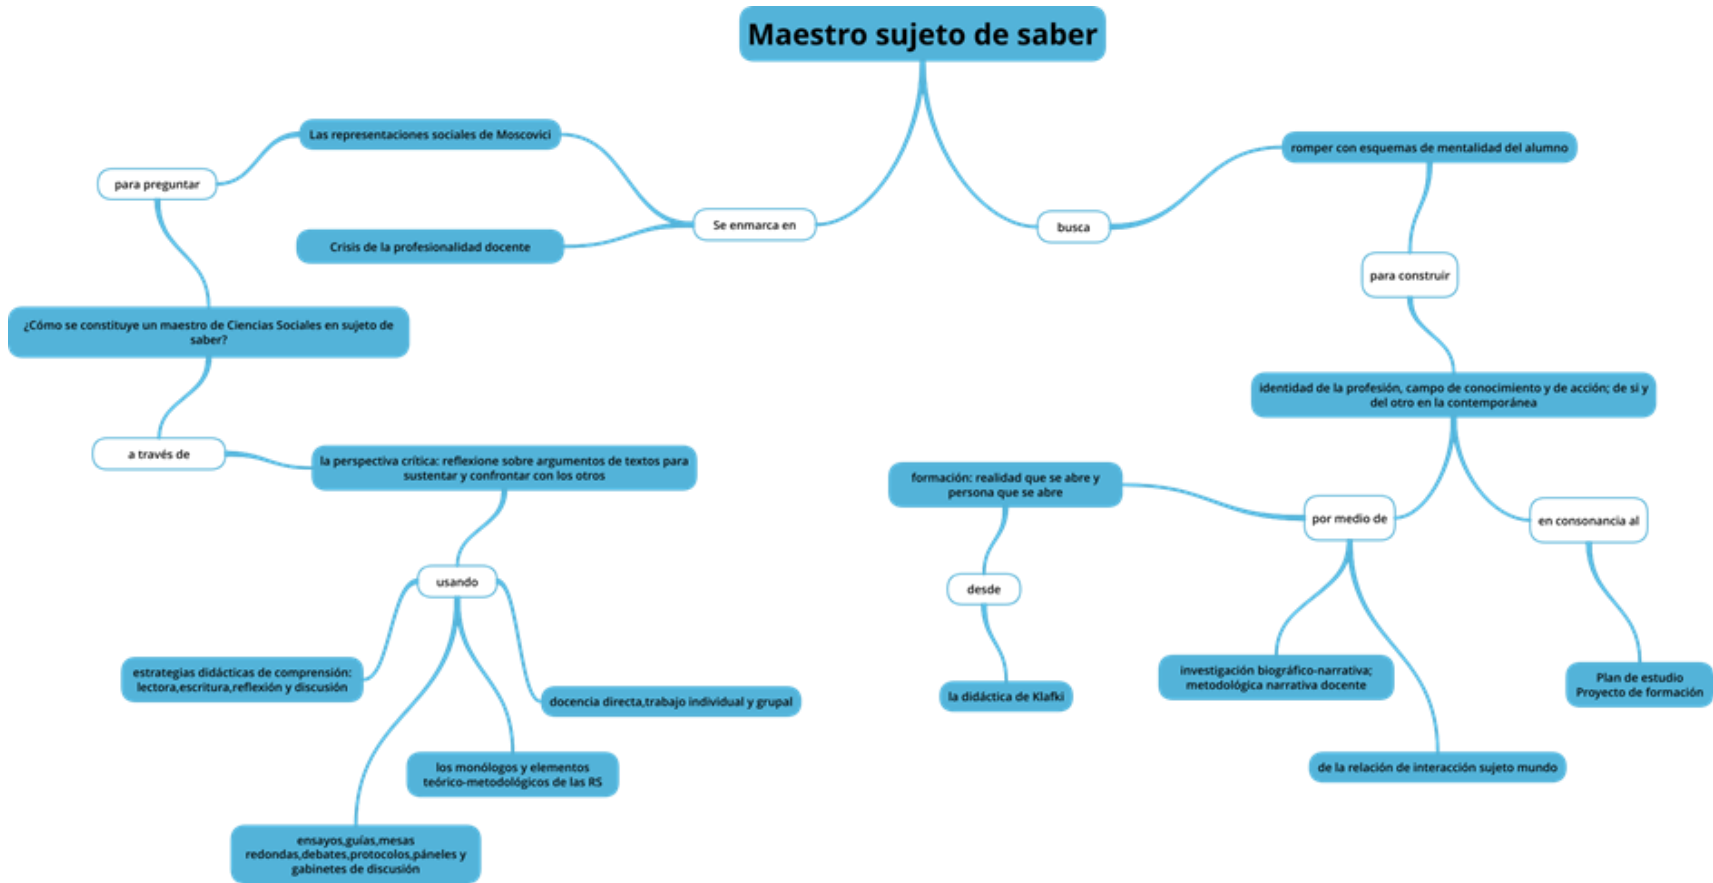 Maestro sujeto de saber
Las representaciones sociales de Moscovici
para preguntar
Se enmarca en
Crisis de la profesionalidad docente
¿Cómo se constituye un maestro de Ciencias Sociales en sujeto de
saber?
a través de
la perspectiva crítica: reflexione sobre argumentos de textos para
sustentar y confrontar con los otros
usando
estrategias didácticas de comprensión:
lectora,escritura,reflexión y discusión
docencia directa,trabajo individual y grupal
los monólogos y elementos
teórico-metodológicos de las RS
ensayos,guías,mesas
redondas,debates,protocolos,páneles y
gabinetes de discusión
busca
romper con esquemas de mentalidad del alumno
para construir
identidad de la profesión, campo de conocimiento y de acción; de si y
del otro en la contemporánea
formación: realidad que se abre y
persona que se abre
por medio de
en consonancia al
desde
la didáctica de Klafki
investigación biográfico-narrativa;
metodológica narrativa docente
Plan de estudio
Proyecto de formación
de la relación de interacción sujeto mundo